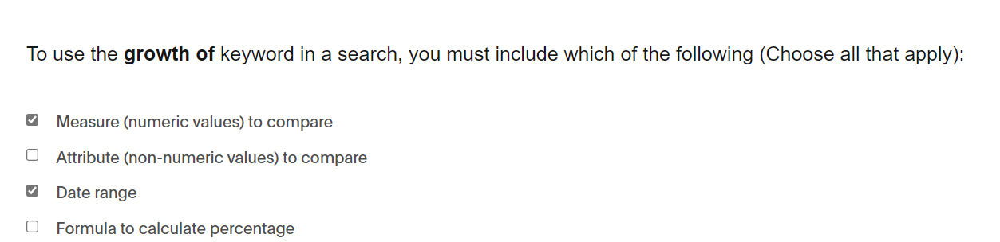 To use the growth of keyword in a search, you must include which of the following (Choose all that apply):
Measure (numeric values) to compare
Attribute (non-numeric values) to compare
Date range
Formula to calculate percentage